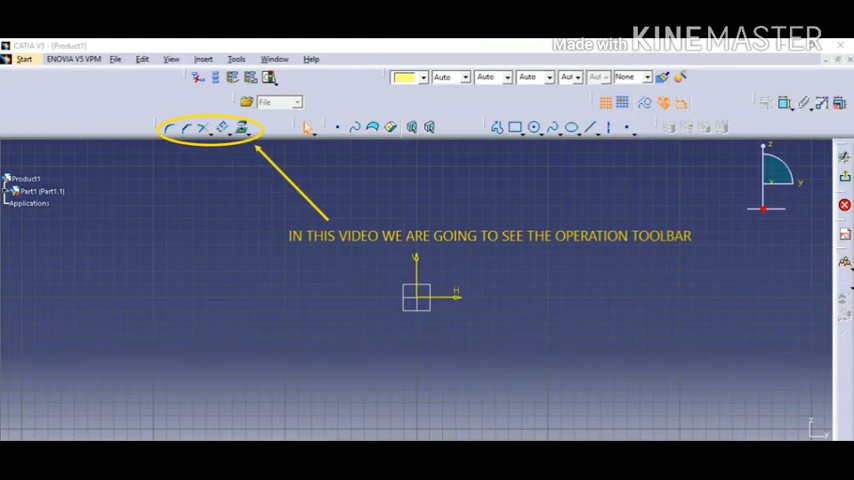 Made with KINEMASTER
CATIA V5 - [Product1]
Start ENOVIA V5 VPM File Edit View Insert Tools Window Help
Auto Auto Auto Aut Aut None
File
z
x y
Product1
Part1 (Part1.1)
Applications
IN THIS VIDEO WE ARE GOING TO SEE THE OPERATION TOOLBAR
V
H
z
y